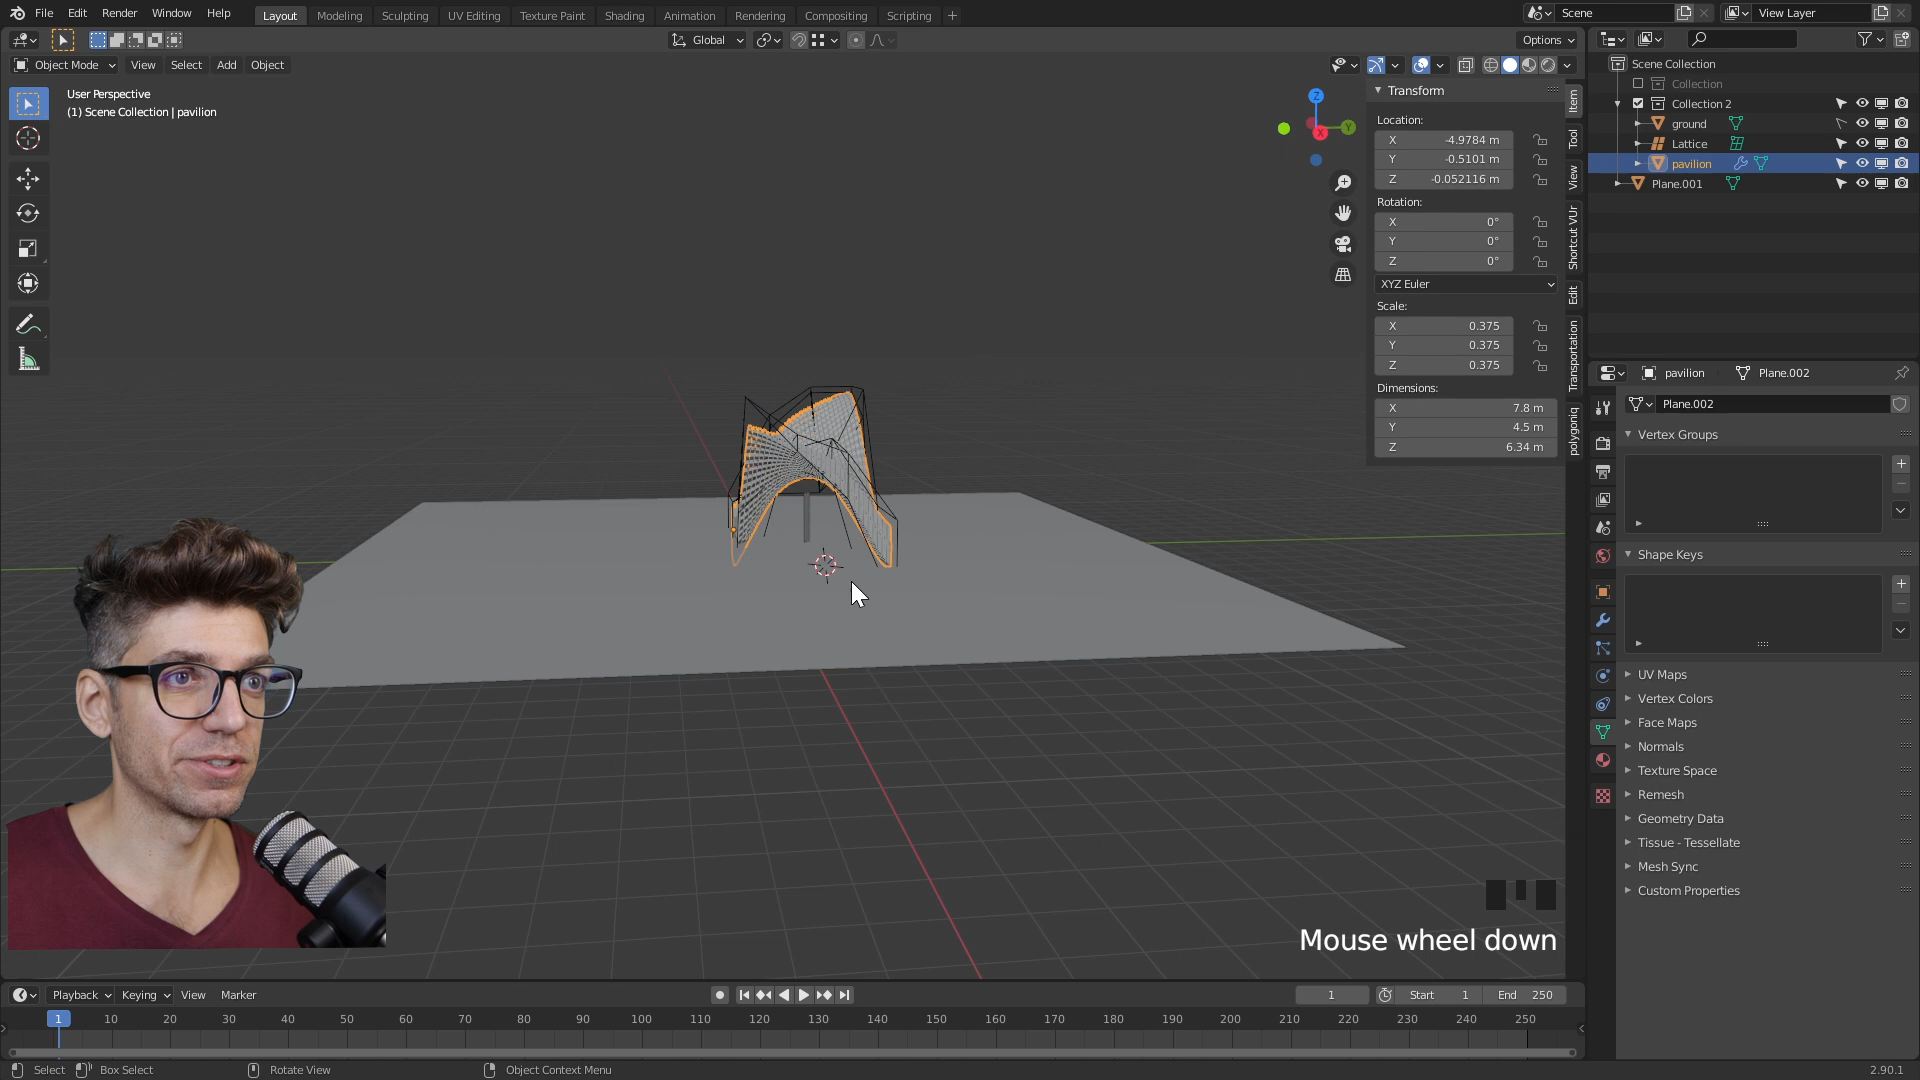 File Edit Render Window Help
Layout Modeling Sculpting UV Editing Texture Paint Shading Animation Rendering Compositing Scripting
Scene
View Layer
Global
Options
Object Mode View Select Add Object
User Perspective
(1) Scene Collection | pavilion
Z
Y
X
Transform
Location:
X -4.9784 m
Y -0.5101 m
Z -0.052116 m
Rotation:
X 0°
Y 0°
Z 0°
XYZ Euler
Scale:
X 0.375
Y 0.375
Z 0.375
Dimensions:
X 7.8 m
Y 4.5 m
Z 6.34 m
Item
Tool
View
Shortcut VUr
Edit
Transportation
polygoniq
Scene Collection
Collection
Collection 2
ground
Lattice
pavilion
Plane.001
pavilion Plane.002
Plane.002
Vertex Groups
Shape Keys
UV Maps
Vertex Colors
Face Maps
Normals
Texture Space
Remesh
Geometry Data
Tissue - Tessellate
Mesh Sync
Custom Properties
Mouse wheel down
Playback Keying View Marker
1
Start 1
End 250
1 10 20 30 40 50 60 70 80 90 100 110 120 130 140 150 160 170 180 190 200 210 220 230 240 250
Select Box Select Rotate View Object Context Menu
2.90.1